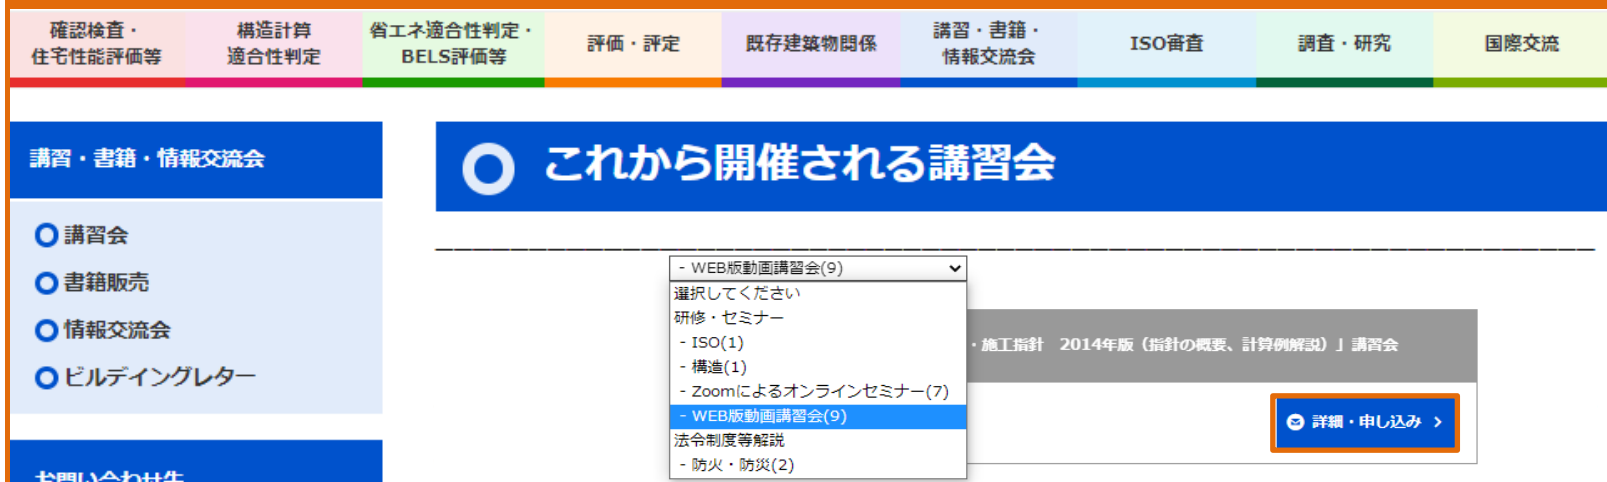 確認検査・
住宅性能評価等
構造計算
適合性判定
省エネ適合性判定・
BELS評価等
評価・評定
既存建築物関係
講習・書籍・
情報交流会
ISO審査
調査・研究
国際交流
講習・書籍・情報交流会
講習会
書籍販売
情報交流会
ビルデイングレター
お問い合わせ先
これから開催される講習会
- WEB版動画講習会(9)
選択してください
研修・セミナー
- ISO(1)
- 構造(1)
- Zoomによるオンラインセミナー(7)
- WEB版動画講習会(9)
法令制度等解説
- 防火・防災(2)
・施工指針 2014年版（指針の概要、計算例解説）」講習会
詳細・申し込み